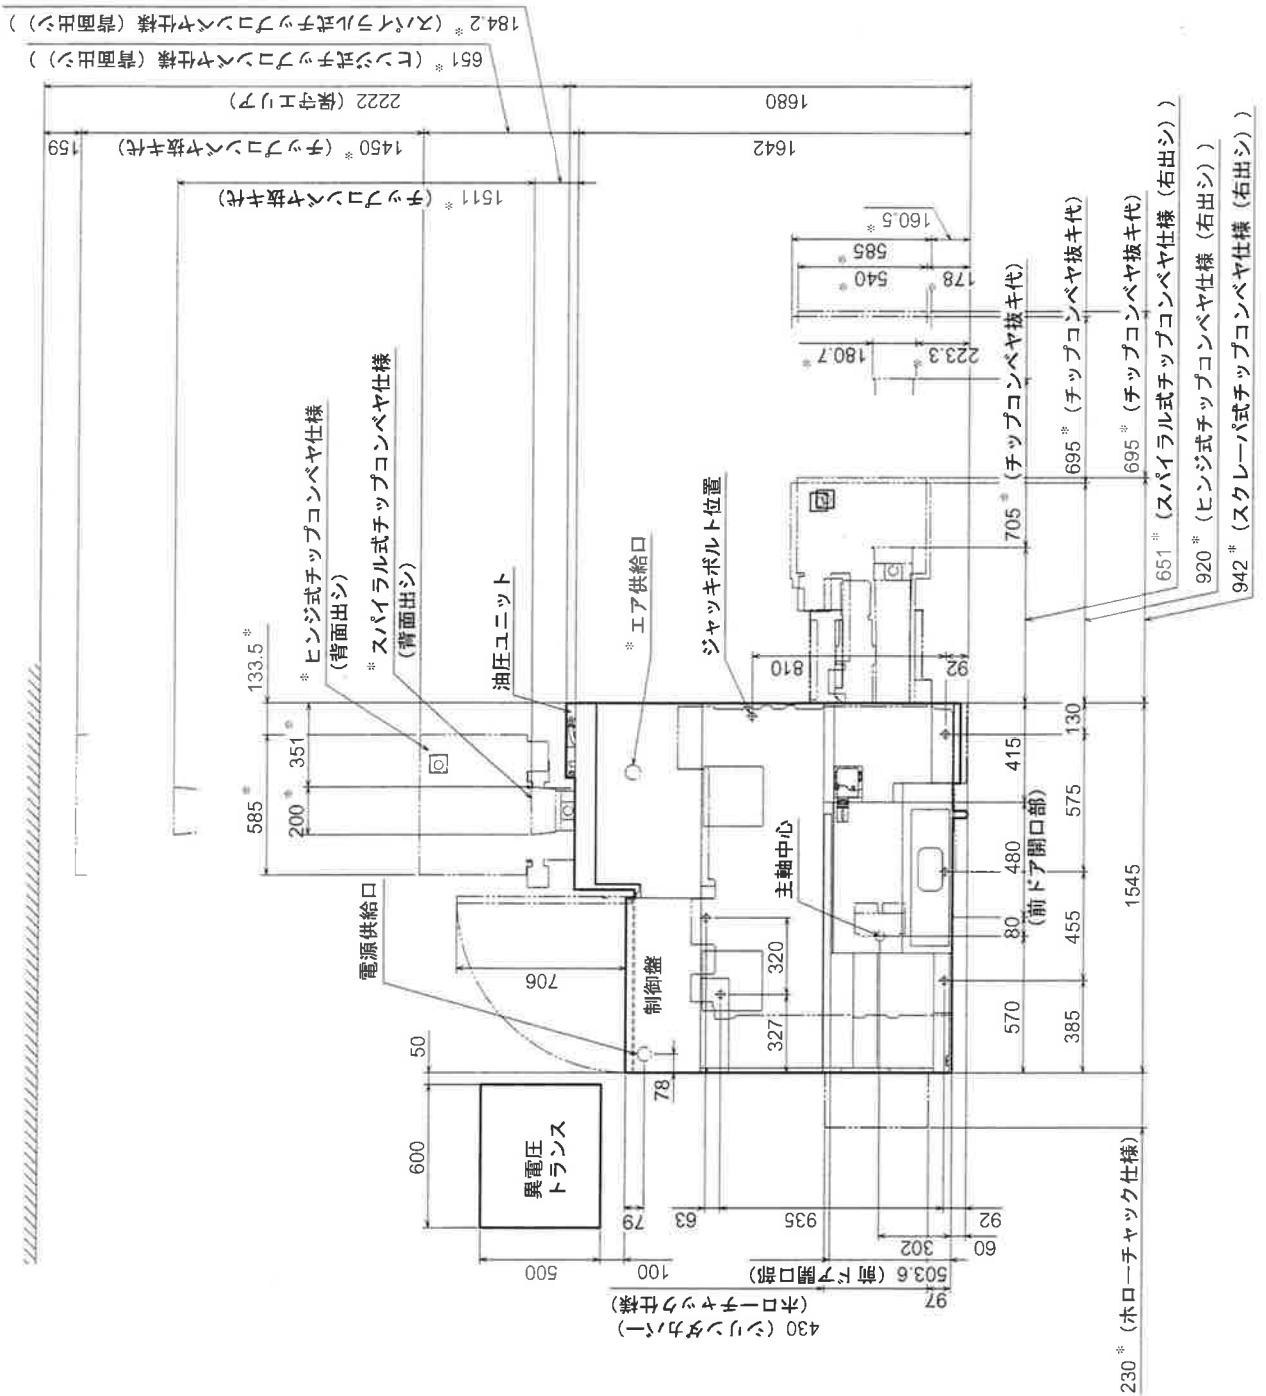 184.2 * (スパイラル式チップコンベヤ仕様 (背面出シ) )
651 * (ヒンジ式チップコンベヤ仕様 (背面出シ) )
2222 (保守エリア)
1680
159
1450 * (チップコンベヤ抜キ代)
1642
1511 * (チップコンベヤ抜キ代)
160.5 *
585 *
540 *
178 *
180.7 *
223.3 *
705 * (チップコンベヤ抜キ代)
695 * (チップコンベヤ抜キ代)
695 * (チップコンベヤ抜キ代)
651 * (スパイラル式チップコンベヤ仕様 (右出シ) )
920 * (ヒンジ式チップコンベヤ仕様 (右出シ) )
942 * (スクレーパ式チップコンベヤ仕様 (右出シ) )
* ヒンジ式チップコンベヤ仕様
(背面出シ)
* スパイラル式チップコンベヤ仕様
(背面出シ)
油圧ユニット
* エア供給口
ジャッキボルト位置
133.5 *
351 *
585 *
200 *
810
92
電源供給口
706
制御盤
主軸中心
320
327
78
50
600
異電圧
トランス
415
130
480
575
(前ドア開口部)
80
455
1545
570
385
79
63
935
92
302
60
500
100
503.6 (前ドア開口部)
97
(ホローチャック仕様)
430 (シリンダカバー)
230 * (ホローチャック仕様)